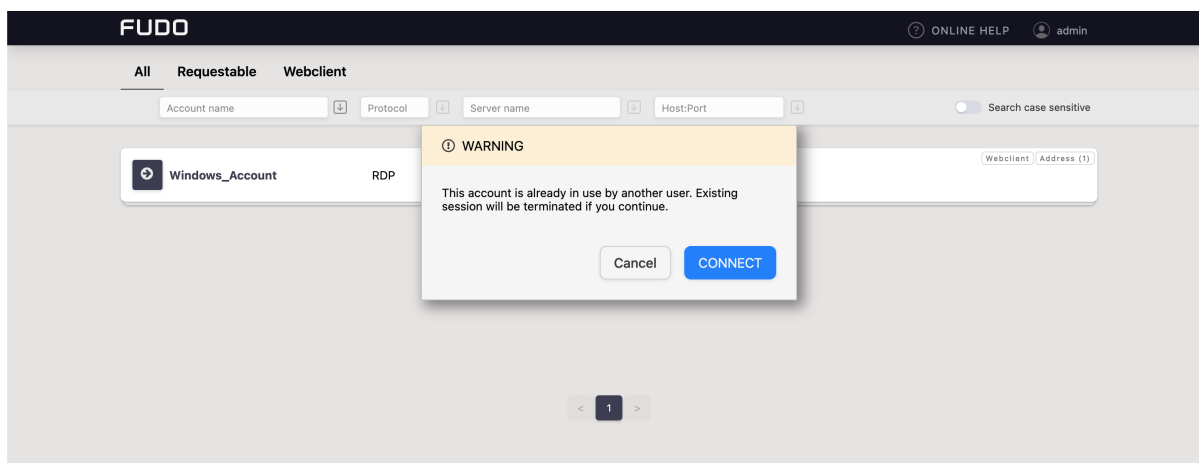 FUDO
ONLINE HELP
admin
All Requestable Webclient
Account name Protocol Server name Host:Port Search case sensitive
WARNING
This account is already in use by another user. Existing
session will be terminated if you continue.
Cancel CONNECT
Windows_Account RDP
Webclient Address (1)
< 1 >